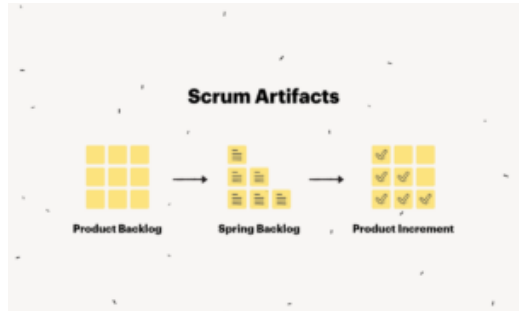 Scrum Artifacts
Product Backlog
Spring Backlog
Product Increment